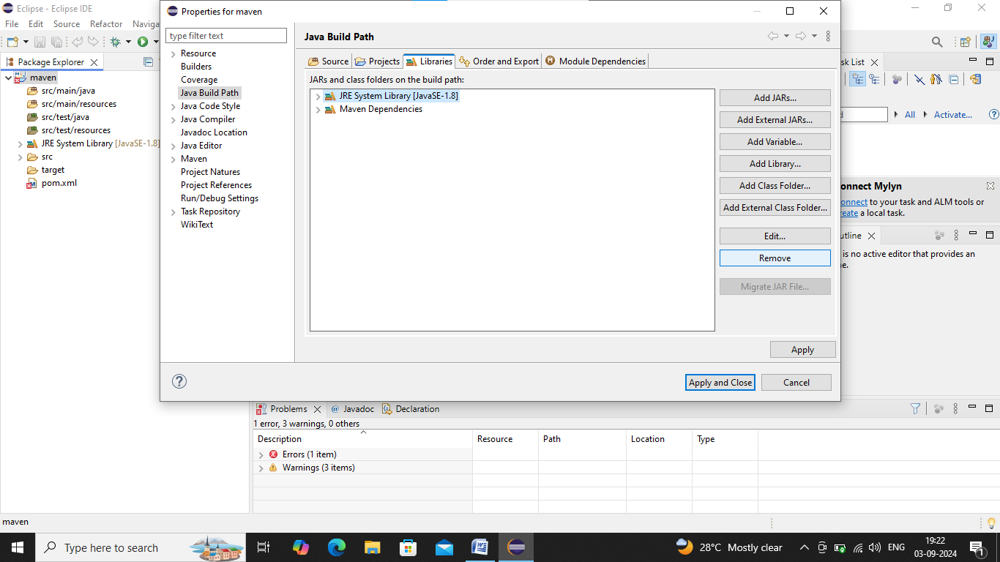 Eclipse - Eclipse IDE
File Edit Source Refactor Naviga
Package Explorer
maven
src/main/java
src/main/resources
src/test/java
src/test/resources
JRE System Library [JavaSE-1.8]
src
target
pom.xml
Properties for maven
type filter text
Resource
Builders
Coverage
Java Build Path
Java Code Style
Java Compiler
Javadoc Location
Java Editor
Maven
Project Natures
Project References
Run/Debug Settings
Task Repository
WikiText
Java Build Path
Source Projects Libraries Order and Export Module Dependencies
JARs and class folders on the build path:
JRE System Library [JavaSE-1.8]
Maven Dependencies
Add JARs...
Add External JARs...
Add Variable...
Add Library...
Add Class Folder...
Add External Class Folder...
Edit...
Remove
Migrate JAR File...
Apply
Apply and Close Cancel
sk List
d All Activate...
onnect Mylyn
onnect to your task and ALM tools or
reate a local task.
utline
is no active editor that provides an
ne.
Problems Javadoc Declaration
1 error, 3 warnings, 0 others
Description Resource Path Location Type
Errors (1 item)
Warnings (3 items)
maven
Type here to search
28°C Mostly clear
ENG
19:22
03-09-2024
1